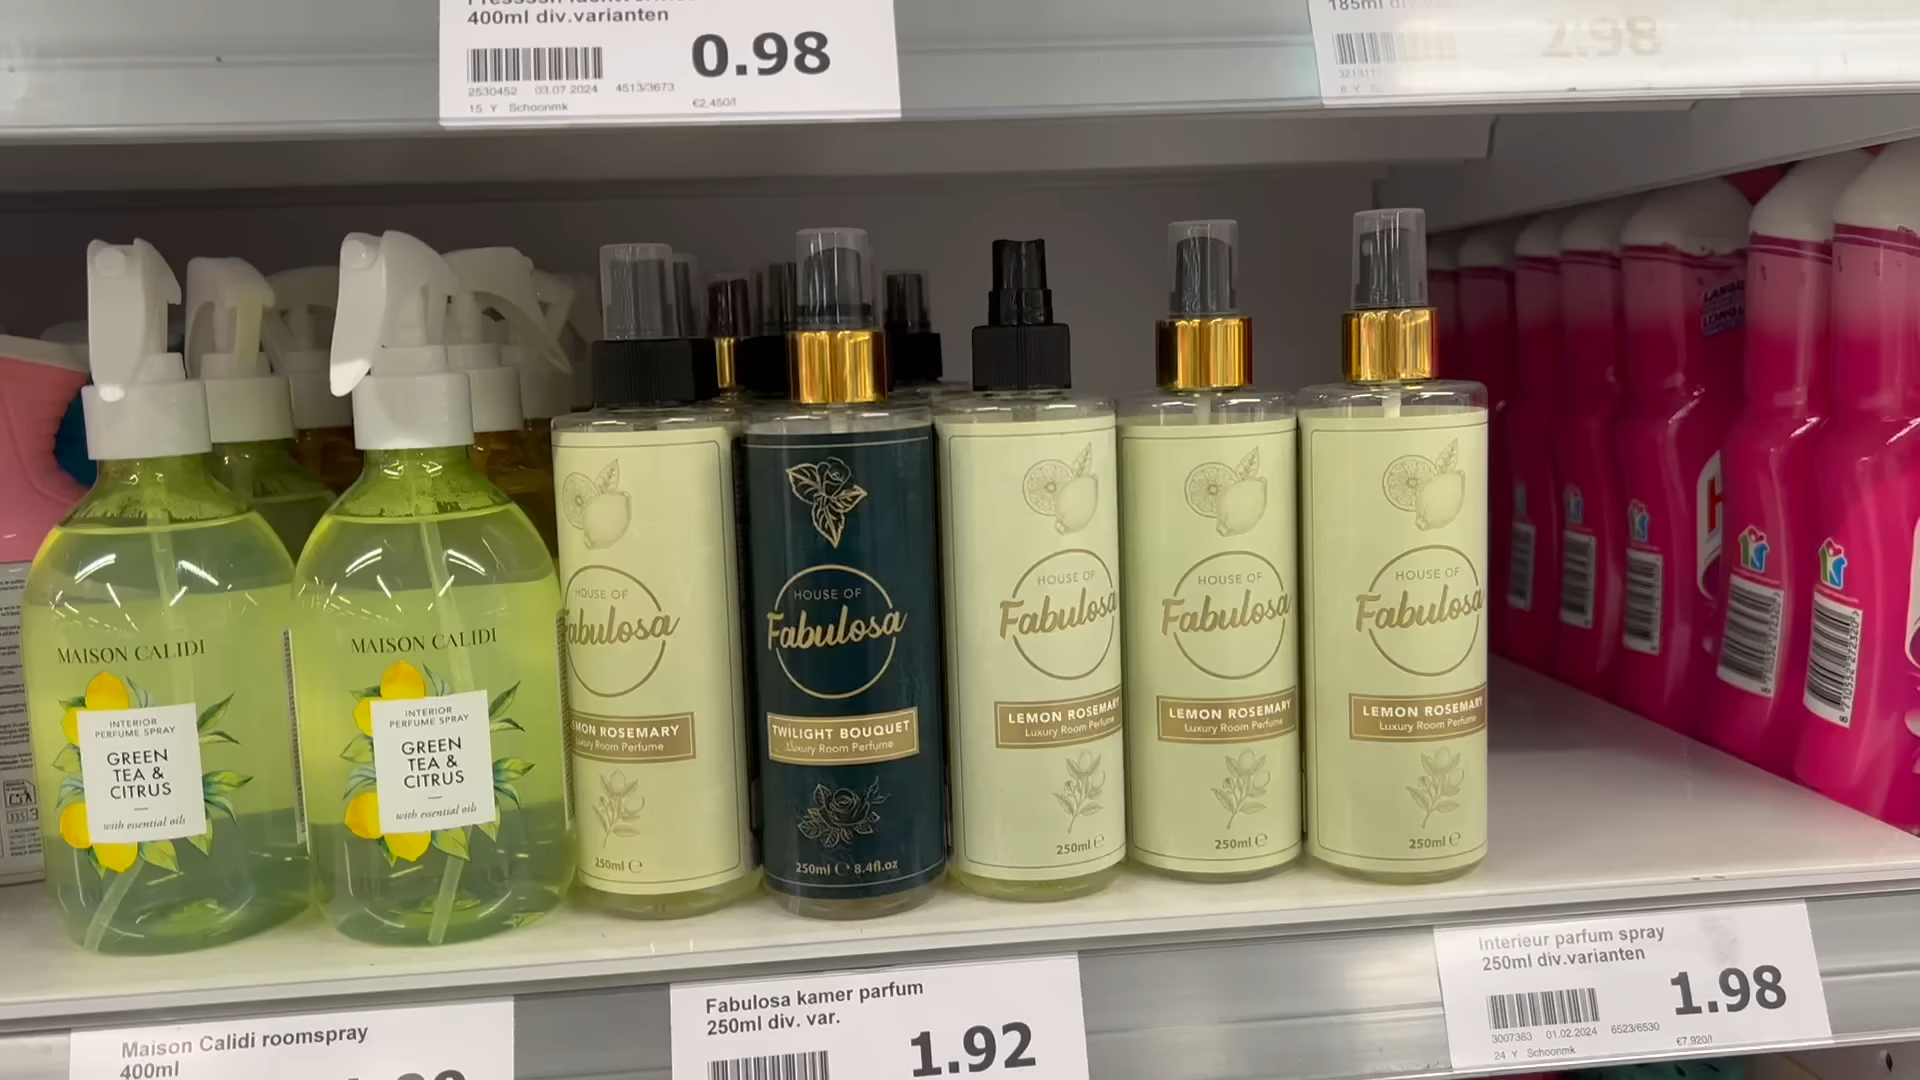 400ml div.varianten
0.98
2530452 03.07 2024 4513/3673
15 Y Schoonmk
€2,450/l
2.98
MAISON CALIDI
INTERIOR
PERFUME SPRAY
GREEN
TEA &
CITRUS
with essential oils
MAISON CALIDI
INTERIOR
PERFUME SPRAY
GREEN
TEA &
CITRUS
with essential oils
HOUSE OF
Fabulosa
LEMON ROSEMARY
Luxury Room Perfume
250ml ℮
HOUSE OF
Fabulosa
TWILIGHT BOUQUET
Luxury Room Perfume
250ml ℮ 8.4fl.oz
HOUSE OF
Fabulosa
LEMON ROSEMARY
Luxury Room Perfume
250ml ℮
HOUSE OF
Fabulosa
LEMON ROSEMARY
Luxury Room Perfume
250ml ℮
HOUSE OF
Fabulosa
LEMON ROSEMARY
Luxury Room Perfume
250ml ℮
Maison Calidi roomspray
400ml
Fabulosa kamer parfum
250ml div. var.
1.92
Interieur parfum spray
250ml div.varianten
1.98
3007383 01.02.2024 6523/6530
24 Y Schoonmk
€7,920/l